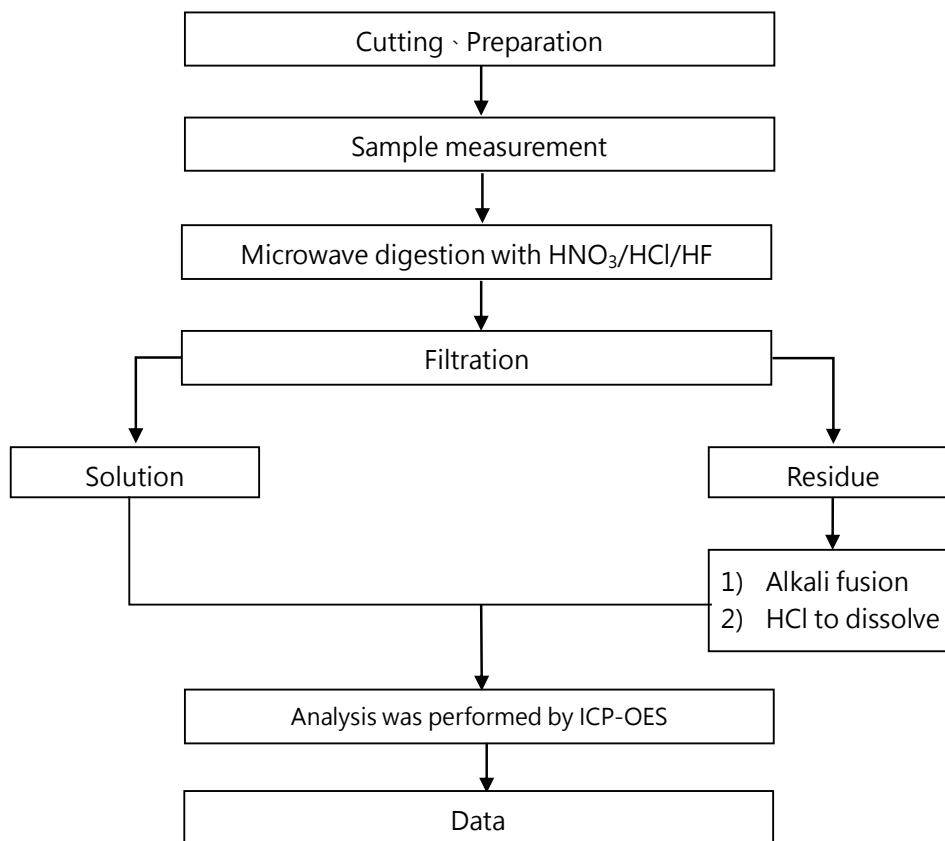 Cutting、Preparation
Sample measurement
Microwave digestion with HNO₃/HCl/HF
Filtration
Solution
Residue
1) Alkali fusion
2) HCl to dissolve
Analysis was performed by ICP-OES
Data